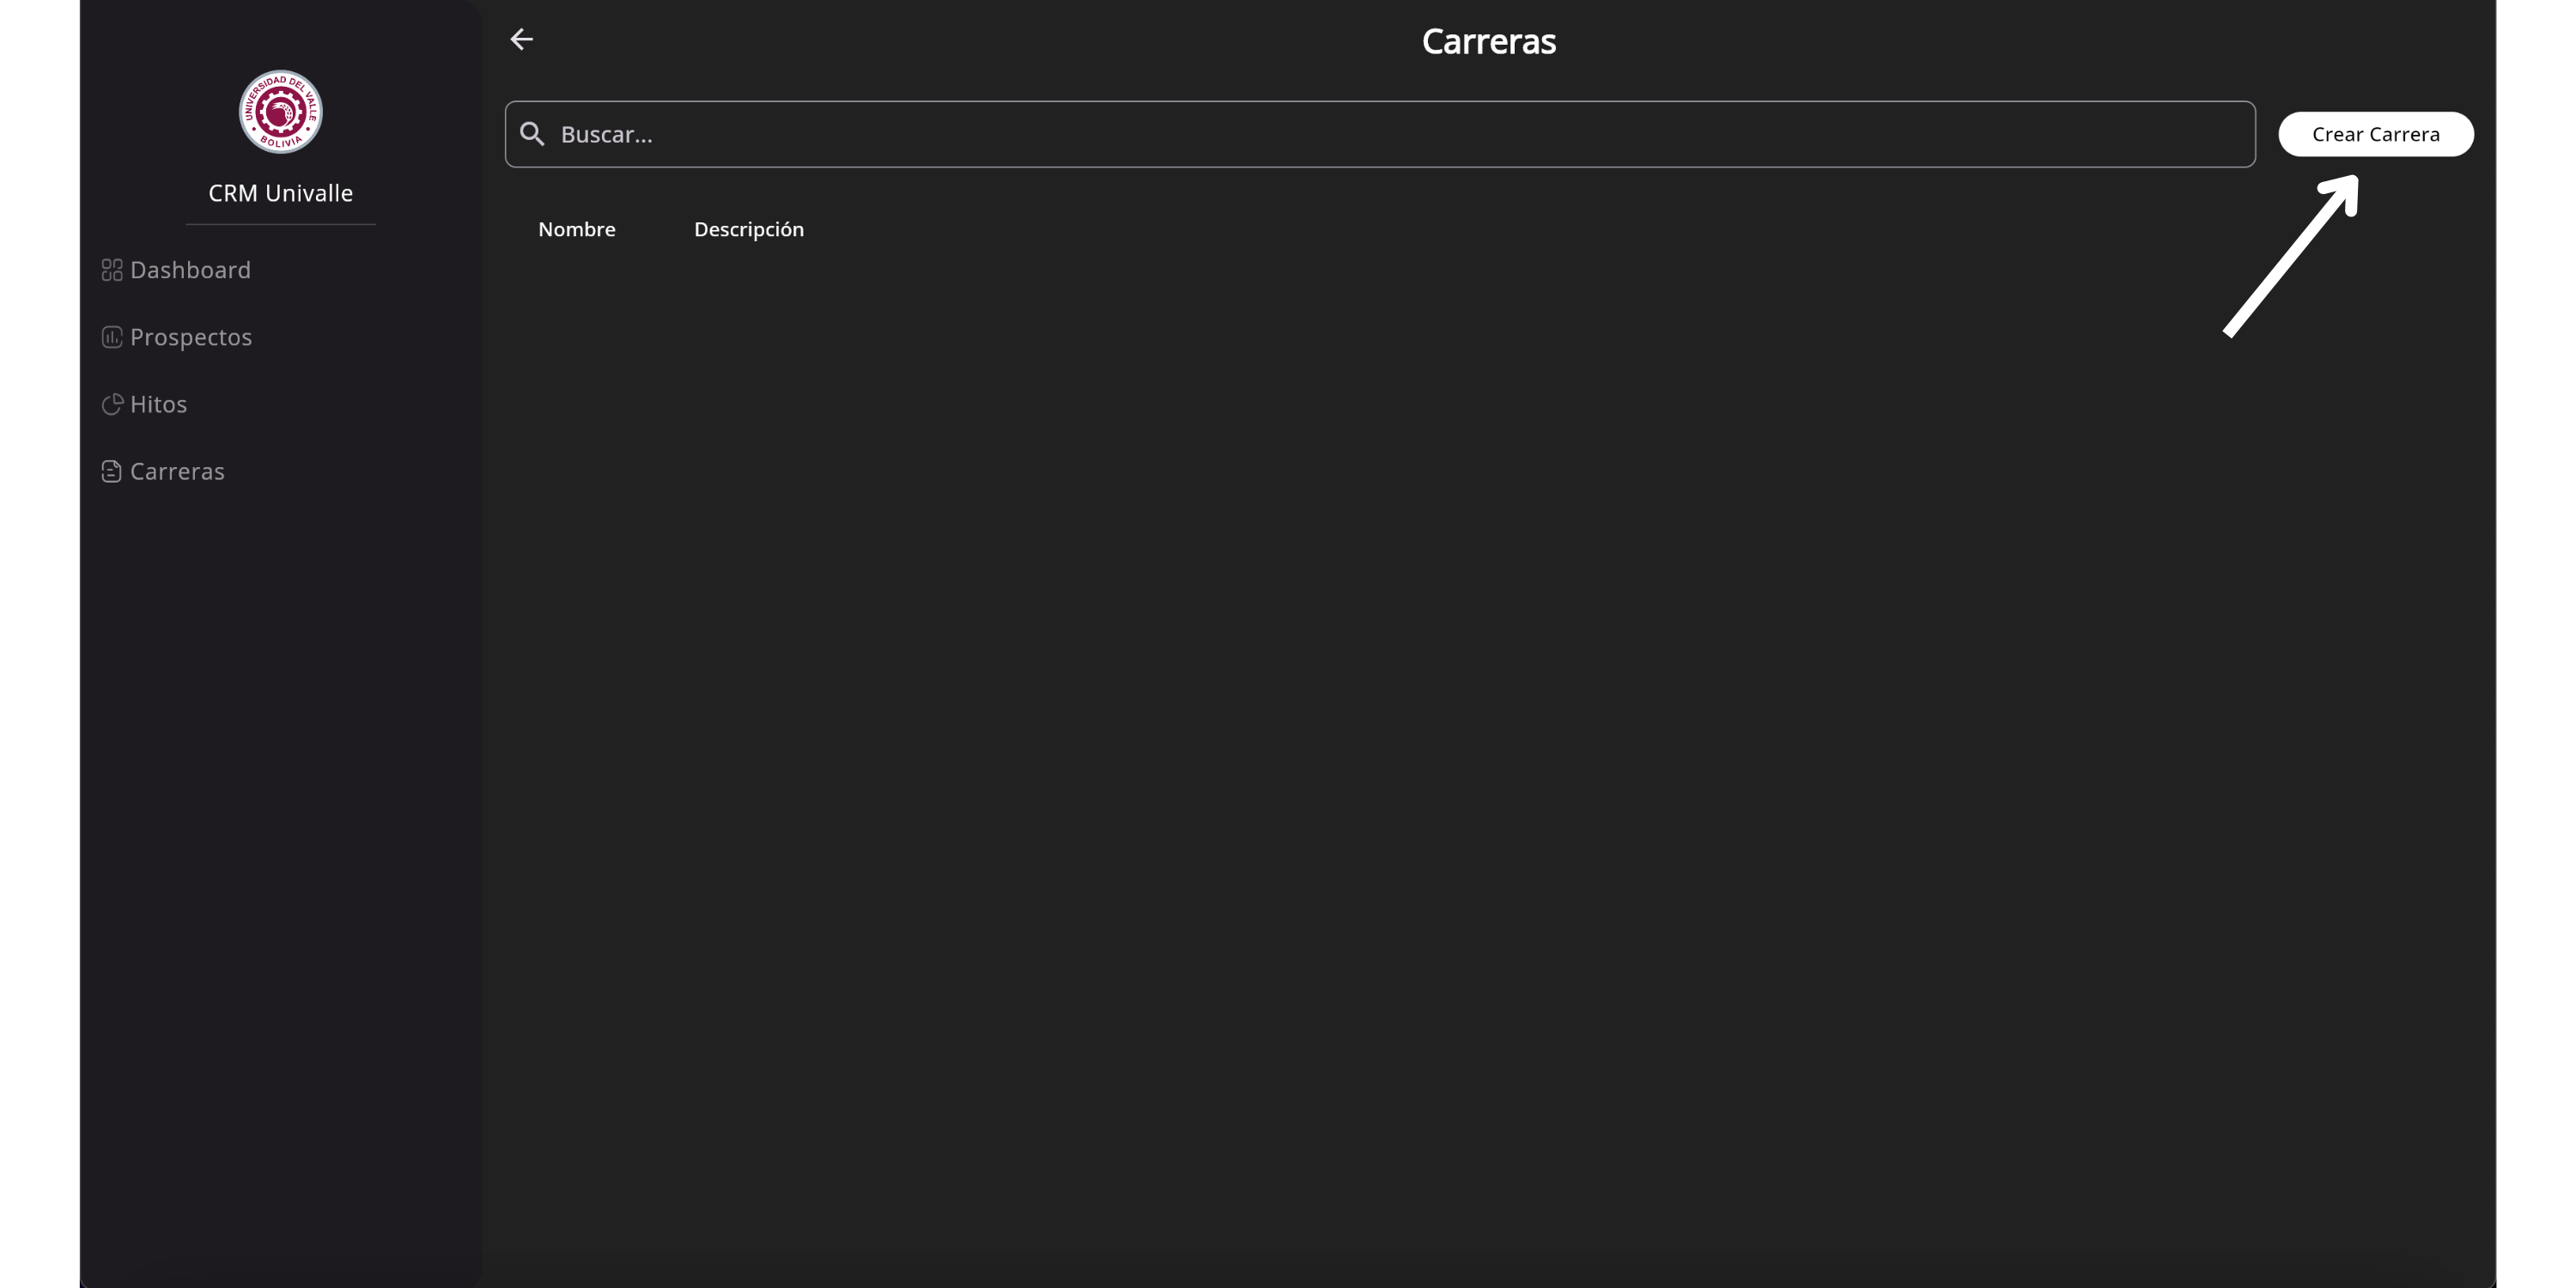 UNIVERSIDAD DEL VALLE
BOLIVIA
CRM Univalle
Dashboard
Prospectos
Hitos
Carreras
Carreras
Buscar...
Crear Carrera
Nombre Descripción